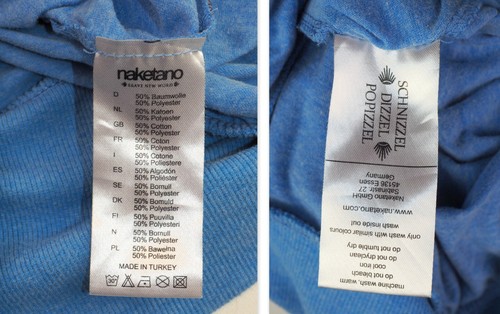 naketano
BRAVE NEW WORLD
D 50% Baumwolle
50% Polyester
NL 50% Katoen
50% Polyester
GB 50% Cotton
50% Polyester
FR 50% Coton
50% Polyester
I 50% Cotone
50% Poliestere
ES 50% Algodón
50% Poliéster
SE 50% Bomull
50% Polyester
DK 50% Bomuld
50% Polyester
FI 50% Puuvilla
50% Polyesteri
N 50% Bomull
50% Polyester
PL 50% Bawełna
50% Polyester
MADE IN TURKEY
30°
SCHNIZZEL
DIZZEL
POPIZZEL
machine wash, warm
do not bleach
cool iron
do not dryclean
do not tumble dry
only wash with similar colours
wash inside out
www.naketano.com
Naketano GmbH
Sabinastr. 27
45136 Essen
Germany